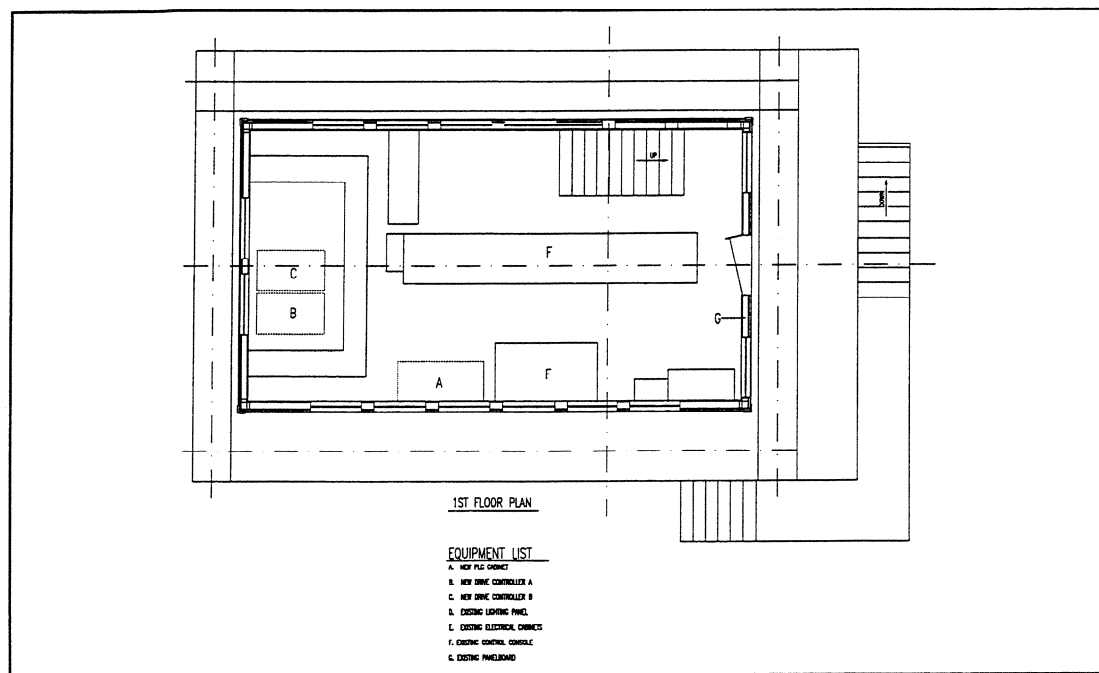 UP
DOWN
F
C
B
G
A
F
1ST FLOOR PLAN
EQUIPMENT LIST
A. NEW PLC CABINET
B. NEW DRIVE CONTROLLER A
C. NEW DRIVE CONTROLLER B
D. EXISTING LIGHTING PANEL
E. EXISTING ELECTRICAL CABINETS
F. EXISTING CONTROL CONSOLE
G. EXISTING PANELBOARD